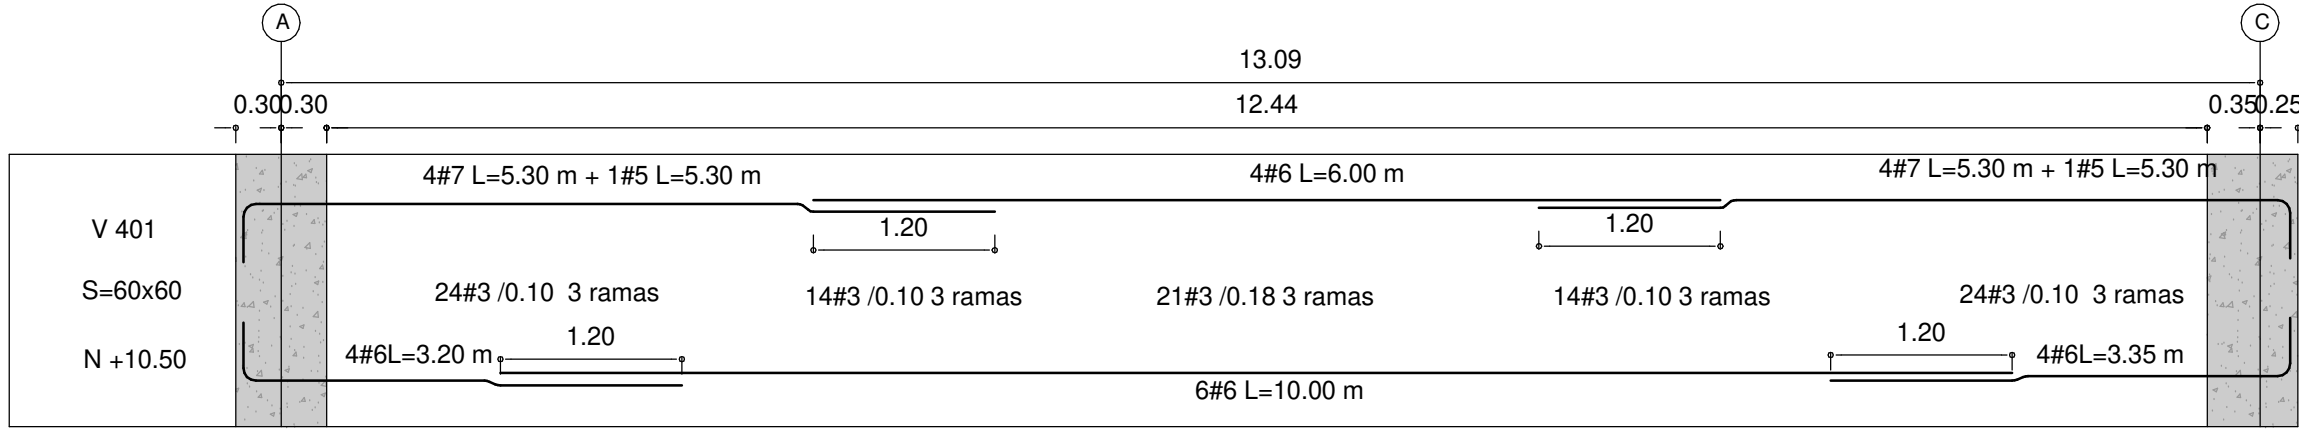 A
C
13.09
0.30
0.30
12.44
0.35
0.25
4#7 L=5.30 m + 1#5 L=5.30 m
4#6 L=6.00 m
4#7 L=5.30 m + 1#5 L=5.30 m
1.20
1.20
V 401
S=60x60
24#3 /0.10  3 ramas
14#3 /0.10 3 ramas
21#3 /0.18 3 ramas
14#3 /0.10 3 ramas
24#3 /0.10  3 ramas
1.20
1.20
N +10.50
4#6L=3.20 m
4#6L=3.35 m
6#6 L=10.00 m